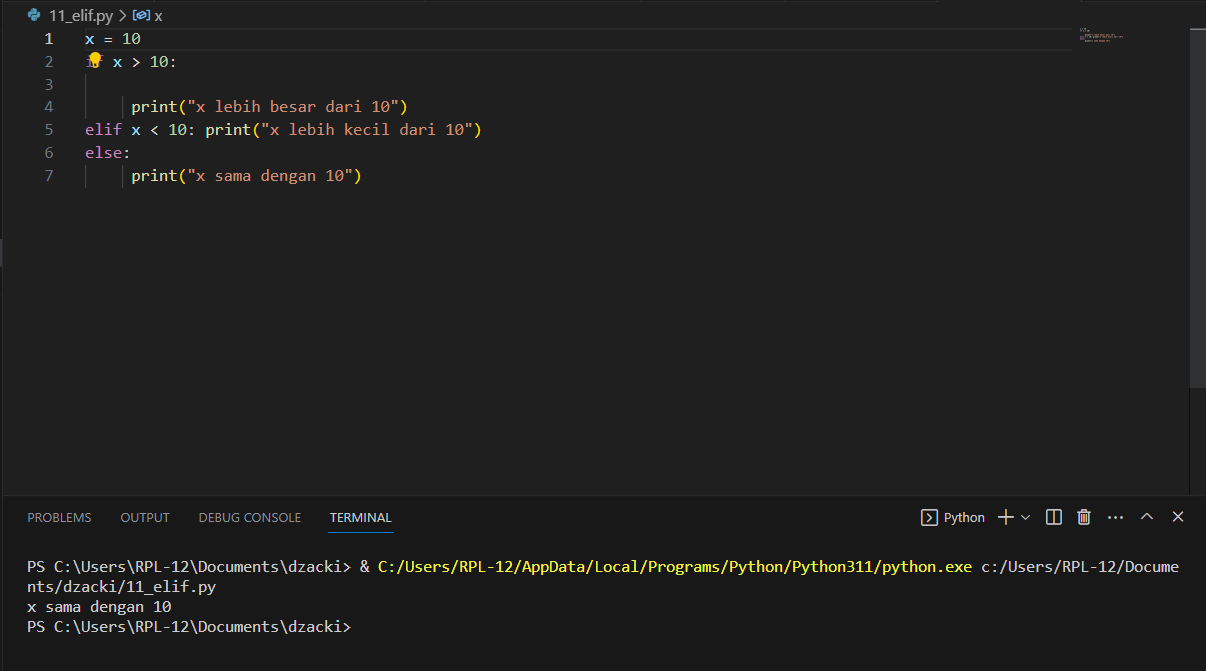 11_elif.py > x
1 x = 10
2 if x > 10:
3
4 print("x lebih besar dari 10")
5 elif x < 10: print("x lebih kecil dari 10")
6 else:
7 print("x sama dengan 10")
PROBLEMS OUTPUT DEBUG CONSOLE TERMINAL Python
PS C:\Users\RPL-12\Documents\dzacki> & C:/Users/RPL-12/AppData/Local/Programs/Python/Python311/python.exe c:/Users/RPL-12/Docume
nts/dzacki/11_elif.py
x sama dengan 10
PS C:\Users\RPL-12\Documents\dzacki>